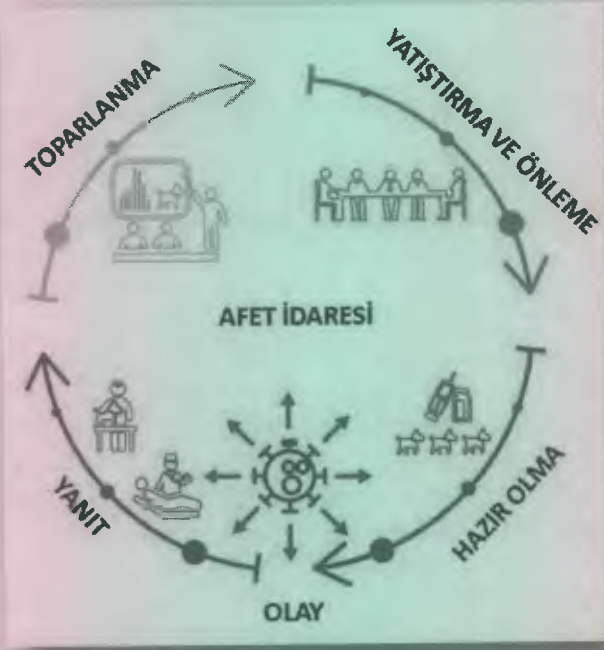 TOPARLANMA
YATIŞTIRMA VE ÖNLEME
AFET İDARESİ
YANIT
HAZIR OLMA
OLAY